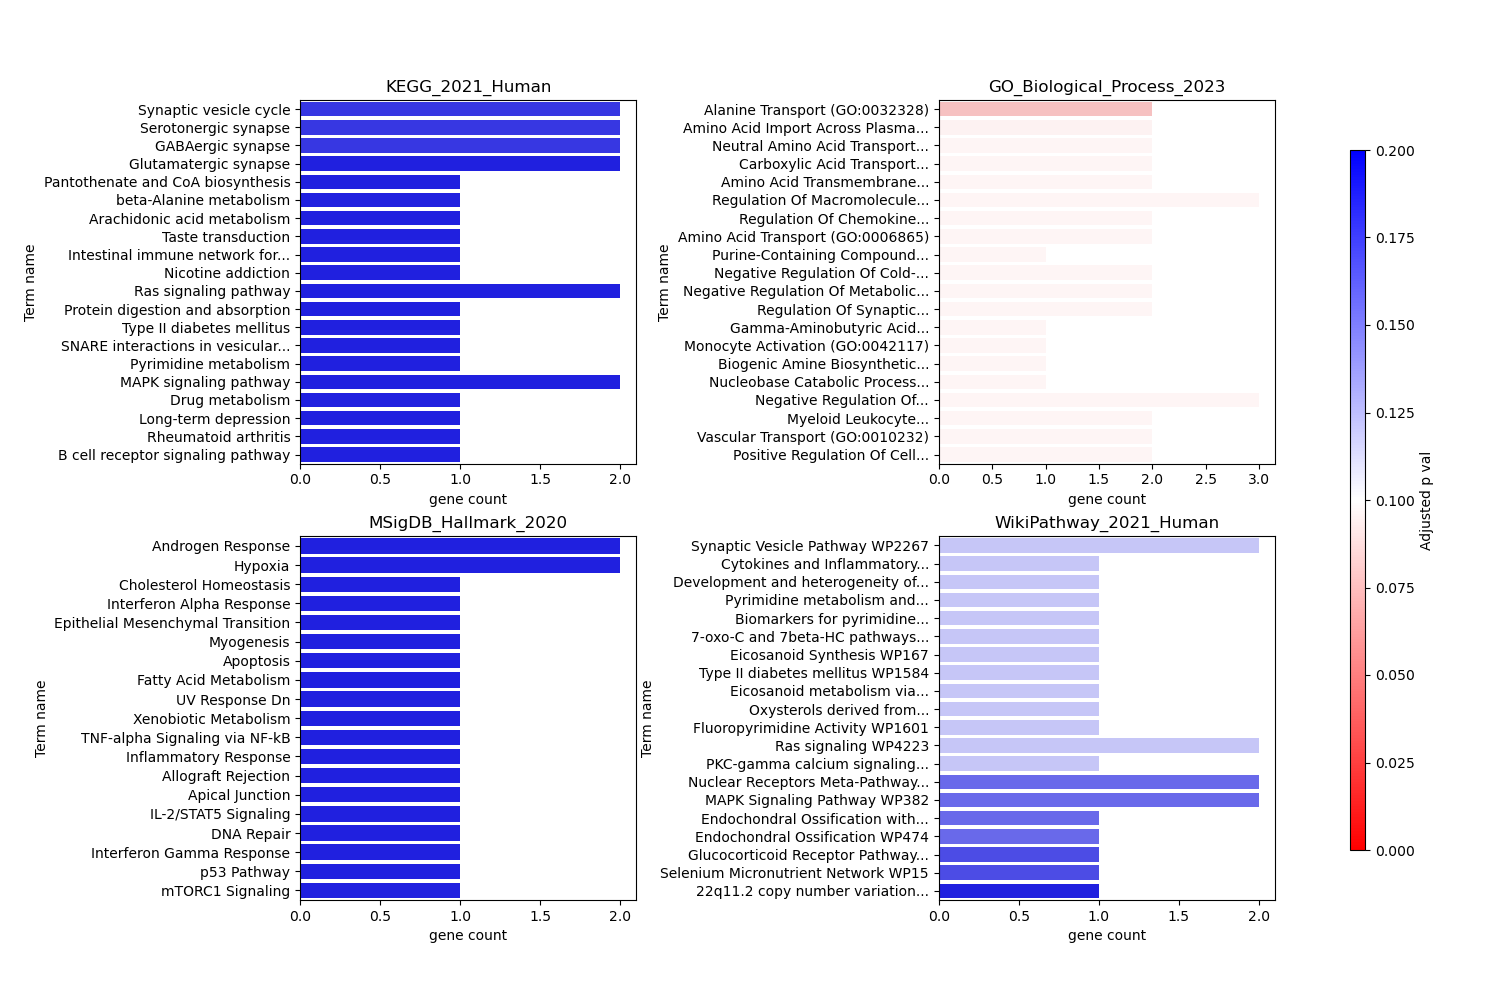 KEGG_2021_Human
Term name
Synaptic vesicle cycle
Serotonergic synapse
GABAergic synapse
Glutamatergic synapse
Pantothenate and CoA biosynthesis
beta-Alanine metabolism
Arachidonic acid metabolism
Taste transduction
Intestinal immune network for...
Nicotine addiction
Ras signaling pathway
Protein digestion and absorption
Type II diabetes mellitus
SNARE interactions in vesicular...
Pyrimidine metabolism
MAPK signaling pathway
Drug metabolism
Long-term depression
Rheumatoid arthritis
B cell receptor signaling pathway
0.0 0.5 1.0 1.5 2.0
gene count
GO_Biological_Process_2023
Term name
Alanine Transport (GO:0032328)
Amino Acid Import Across Plasma...
Neutral Amino Acid Transport...
Carboxylic Acid Transport...
Amino Acid Transmembrane...
Regulation Of Macromolecule...
Regulation Of Chemokine...
Amino Acid Transport (GO:0006865)
Purine-Containing Compound...
Negative Regulation Of Cold-...
Negative Regulation Of Metabolic...
Regulation Of Synaptic...
Gamma-Aminobutyric Acid...
Monocyte Activation (GO:0042117)
Biogenic Amine Biosynthetic...
Nucleobase Catabolic Process...
Negative Regulation Of...
Myeloid Leukocyte...
Vascular Transport (GO:0010232)
Positive Regulation Of Cell...
0.0 0.5 1.0 1.5 2.0 2.5 3.0
gene count
MSigDB_Hallmark_2020
Term name
Androgen Response
Hypoxia
Cholesterol Homeostasis
Interferon Alpha Response
Epithelial Mesenchymal Transition
Myogenesis
Apoptosis
Fatty Acid Metabolism
UV Response Dn
Xenobiotic Metabolism
TNF-alpha Signaling via NF-kB
Inflammatory Response
Allograft Rejection
Apical Junction
IL-2/STAT5 Signaling
DNA Repair
Interferon Gamma Response
p53 Pathway
mTORC1 Signaling
0.0 0.5 1.0 1.5 2.0
gene count
WikiPathway_2021_Human
Term name
Synaptic Vesicle Pathway WP2267
Cytokines and Inflammatory...
Development and heterogeneity of...
Pyrimidine metabolism and...
Biomarkers for pyrimidine...
7-oxo-C and 7beta-HC pathways...
Eicosanoid Synthesis WP167
Type II diabetes mellitus WP1584
Eicosanoid metabolism via...
Oxysterols derived from...
Fluoropyrimidine Activity WP1601
Ras signaling WP4223
PKC-gamma calcium signaling...
Nuclear Receptors Meta-Pathway...
MAPK Signaling Pathway WP382
Endochondral Ossification with...
Endochondral Ossification WP474
Glucocorticoid Receptor Pathway...
Selenium Micronutrient Network WP15
22q11.2 copy number variation...
0.0 0.5 1.0 1.5 2.0
gene count
0.200
0.175
0.150
0.125
0.100
0.075
0.050
0.025
0.000
Adjusted p val